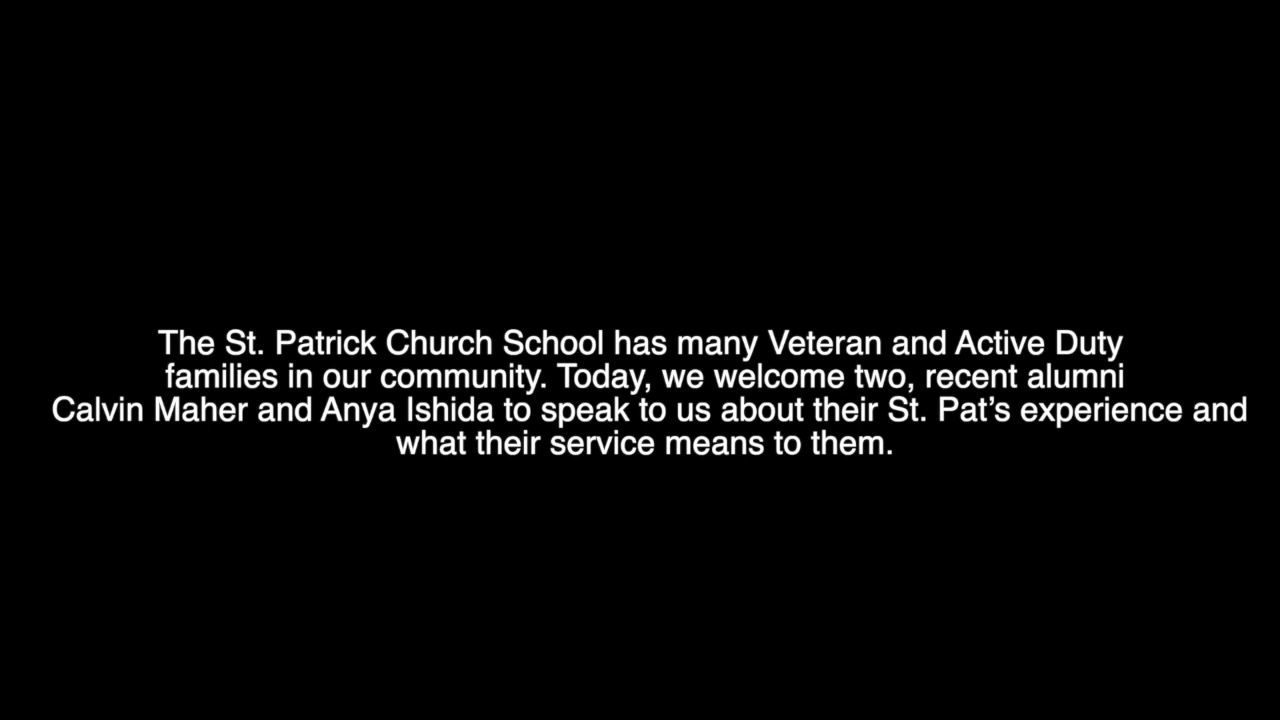 The St. Patrick Church School has many Veteran and Active Duty
families in our community. Today, we welcome two, recent alumni
Calvin Maher and Anya Ishida to speak to us about their St. Pat’s experience and
what their service means to them.